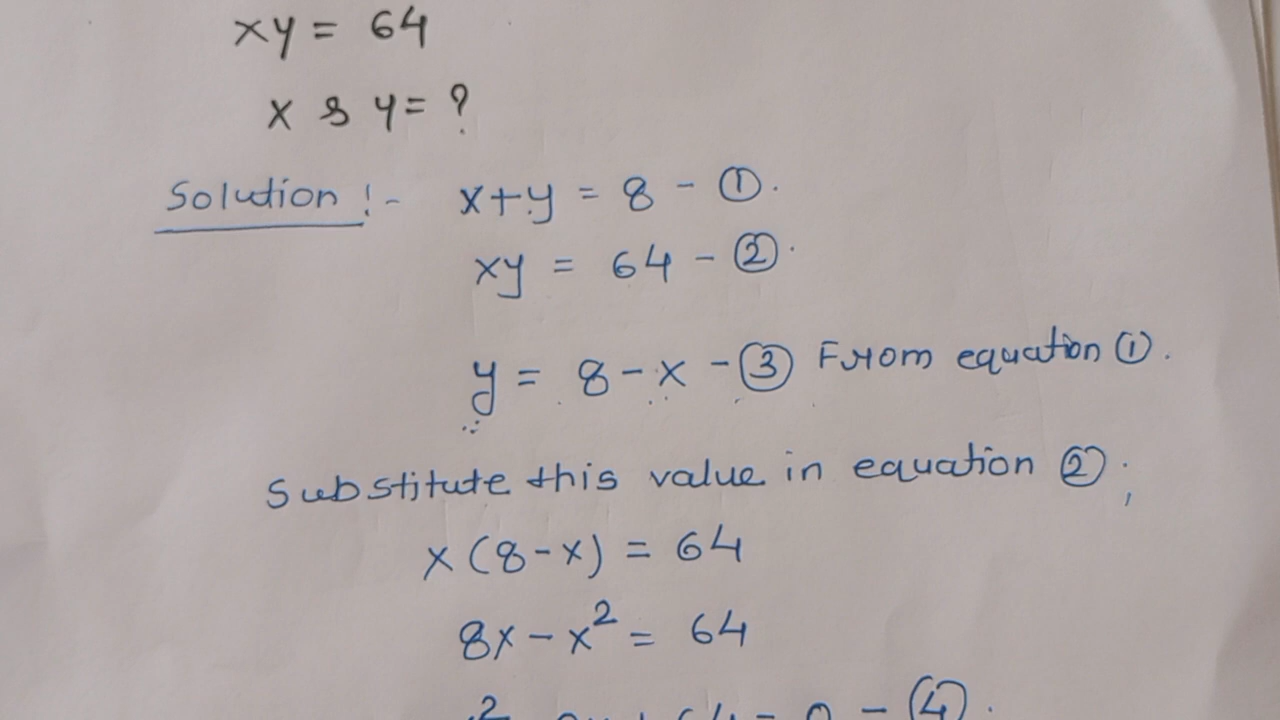 xy = 64
x & y = ?
Solution :- x+y = 8 - ①.
xy = 64 - ②.
y = 8 - x - ③ From equation ①.
Substitute this value in equation ②;
x (8-x) = 64
8x - x² = 64